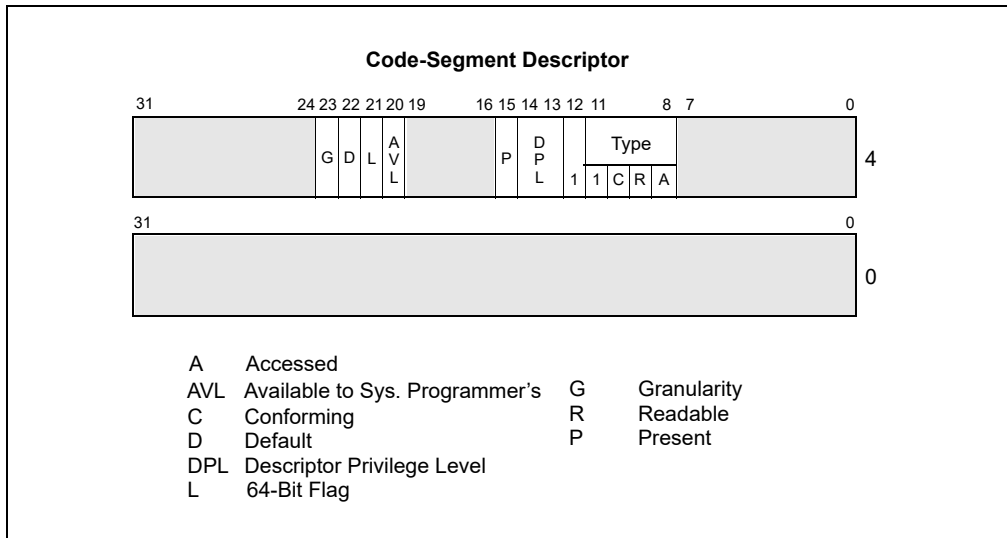 Code-Segment Descriptor
31 24 23 22 21 20 19 16 15 14 13 12 11 8 7 0
G D L AVL P DPL 1 Type 4
1 C R A
31 0
0
A Accessed
AVL Available to Sys. Programmer's G Granularity
C Conforming R Readable
D Default P Present
DPL Descriptor Privilege Level
L 64-Bit Flag